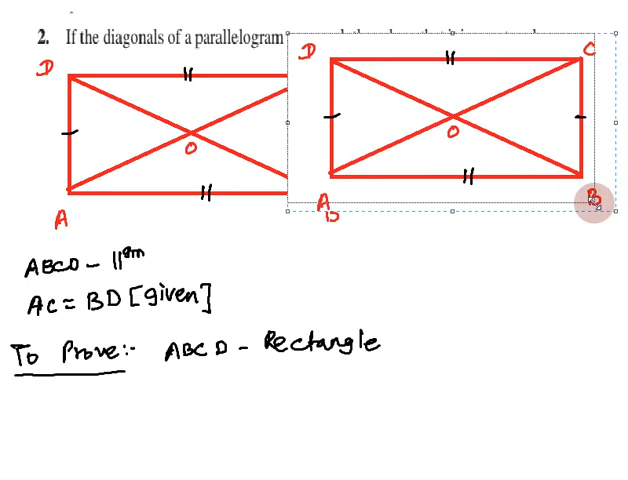 2. If the diagonals of a parallelogram
D
O
A
D
C
O
A
B
ABCD - ||gm
AC = BD [given]
To Prove:- ABCD - Rectangle